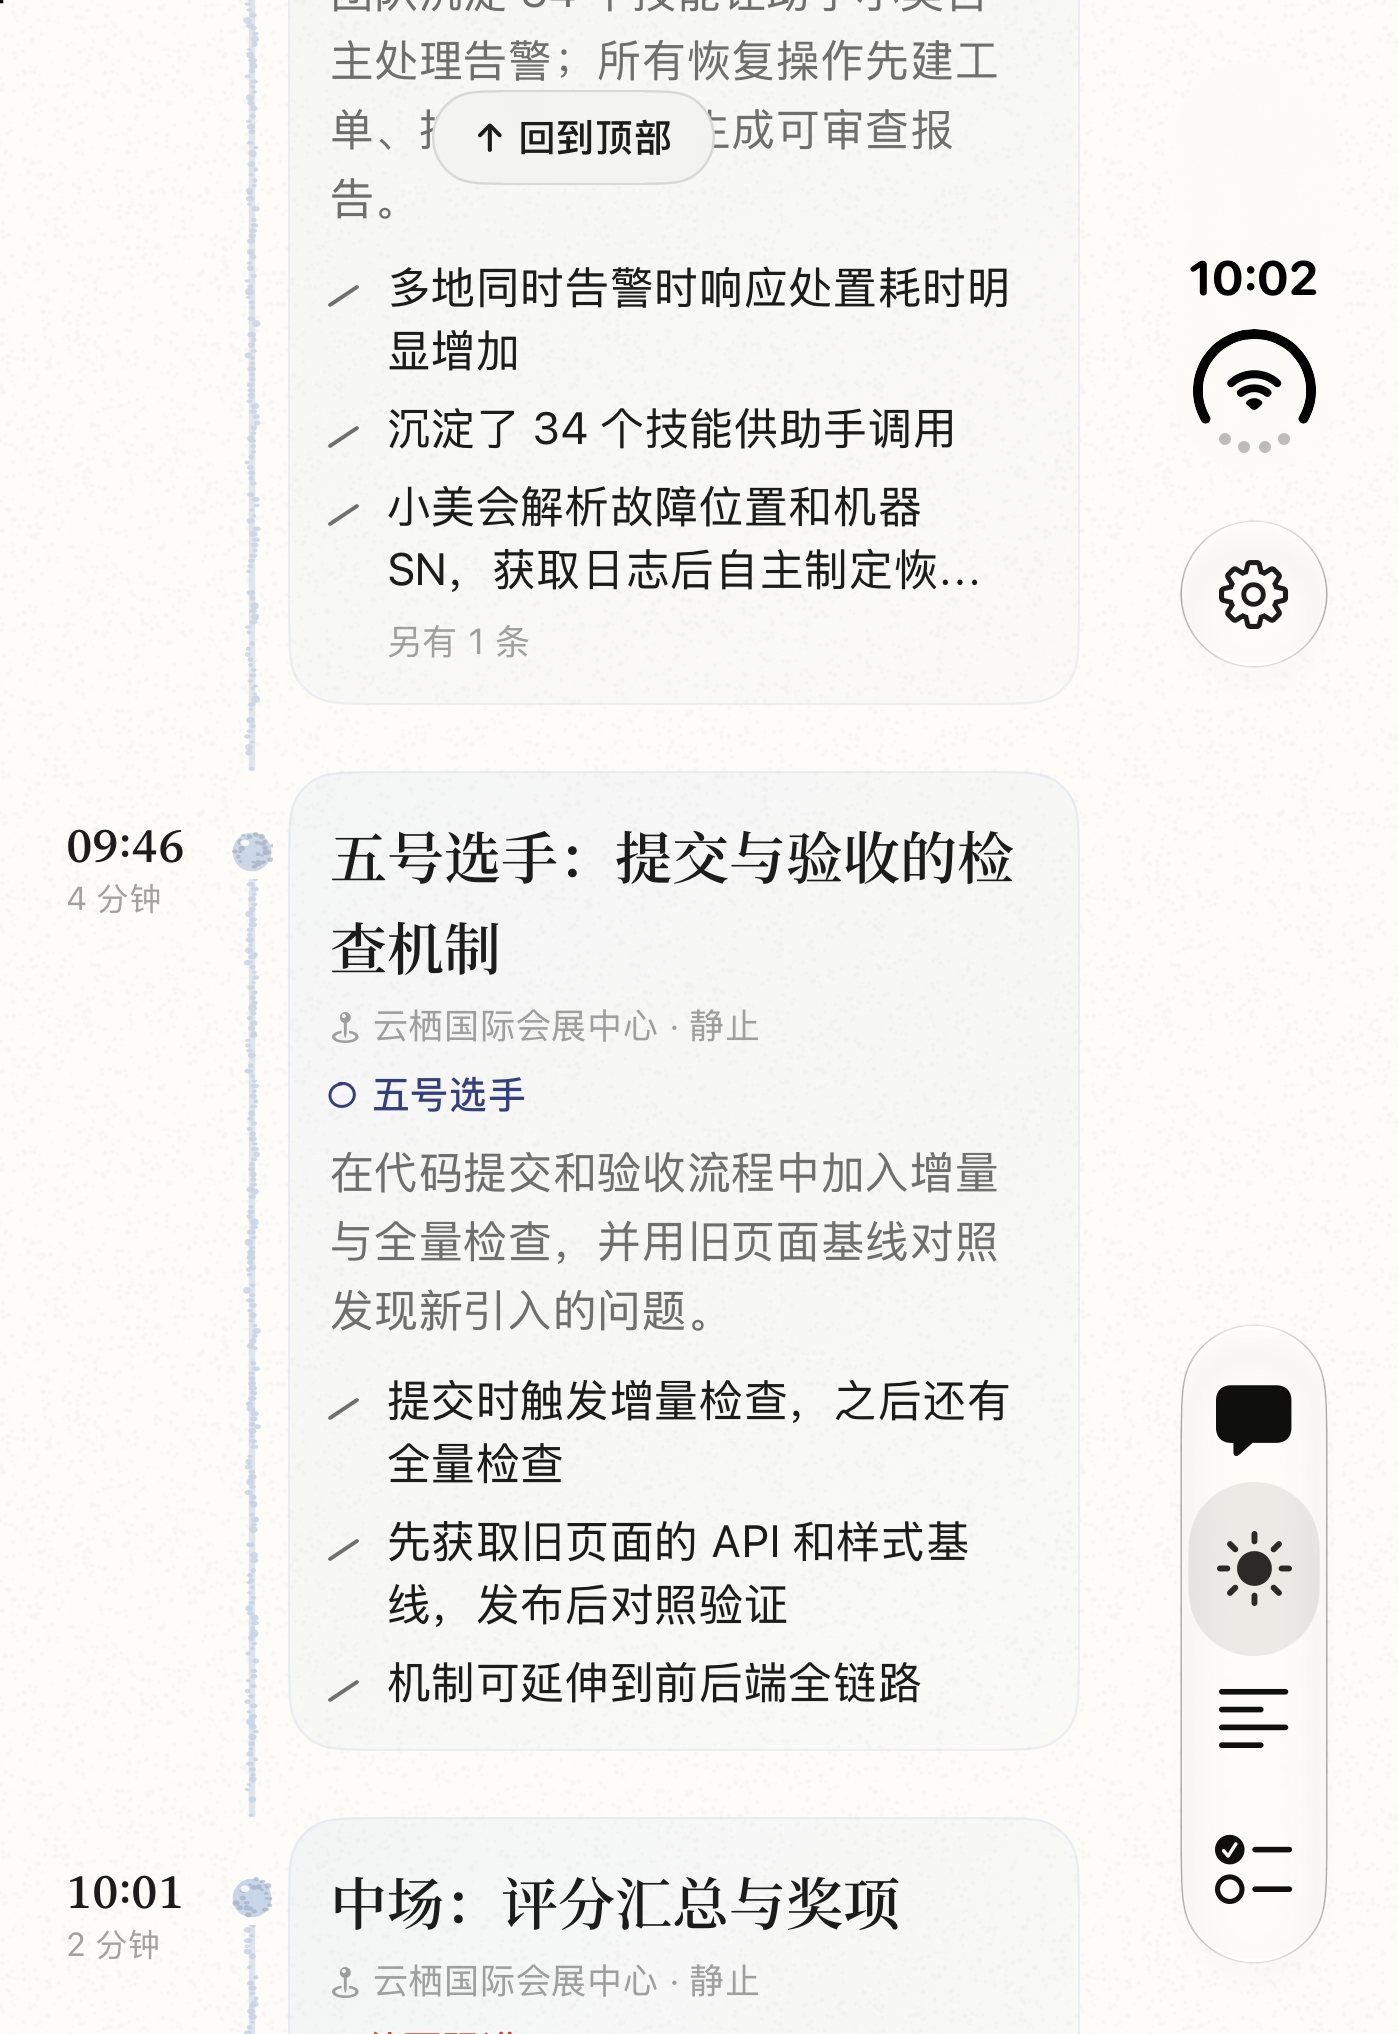 主处理告警；所有恢复操作先建工
单、
回到顶部
成可审查报
告。
多地同时告警时响应处置耗时明
显增加
沉淀了 34 个技能供助手调用
小美会解析故障位置和机器
SN，获取日志后自主制定恢...
另有 1 条
10:02
09:46
4 分钟
五号选手：提交与验收的检
查机制
云栖国际会展中心 · 静止
五号选手
在代码提交和验收流程中加入增量
与全量检查，并用旧页面基线对照
发现新引入的问题。
提交时触发增量检查，之后还有
全量检查
先获取旧页面的 API 和样式基
线，发布后对照验证
机制可延伸到前后端全链路
10:01
2 分钟
中场：评分汇总与奖项
云栖国际会展中心 · 静止